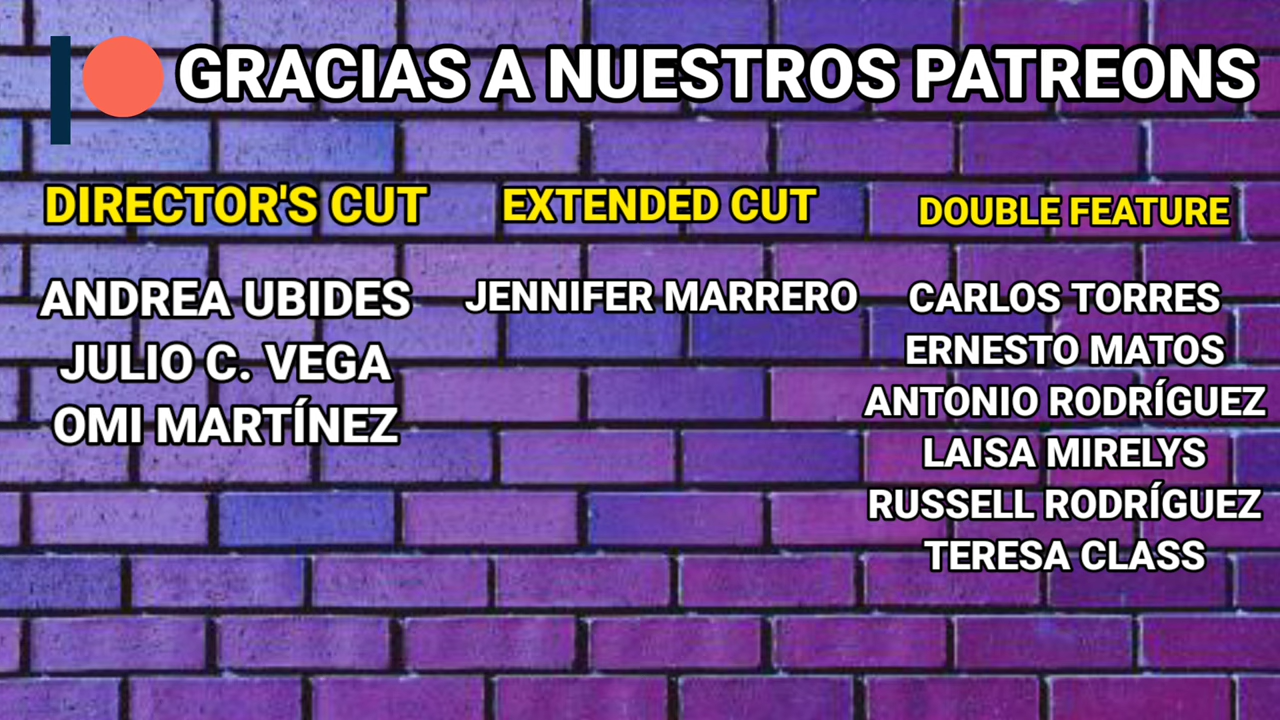 GRACIAS A NUESTROS PATREONS
DIRECTOR'S CUT
ANDREA UBIDES
JULIO C. VEGA
OMI MARTÍNEZ
EXTENDED CUT
JENNIFER MARRERO
DOUBLE FEATURE
CARLOS TORRES
ERNESTO MATOS
ANTONIO RODRÍGUEZ
LAISA MIRELYS
RUSSELL RODRÍGUEZ
TERESA CLASS